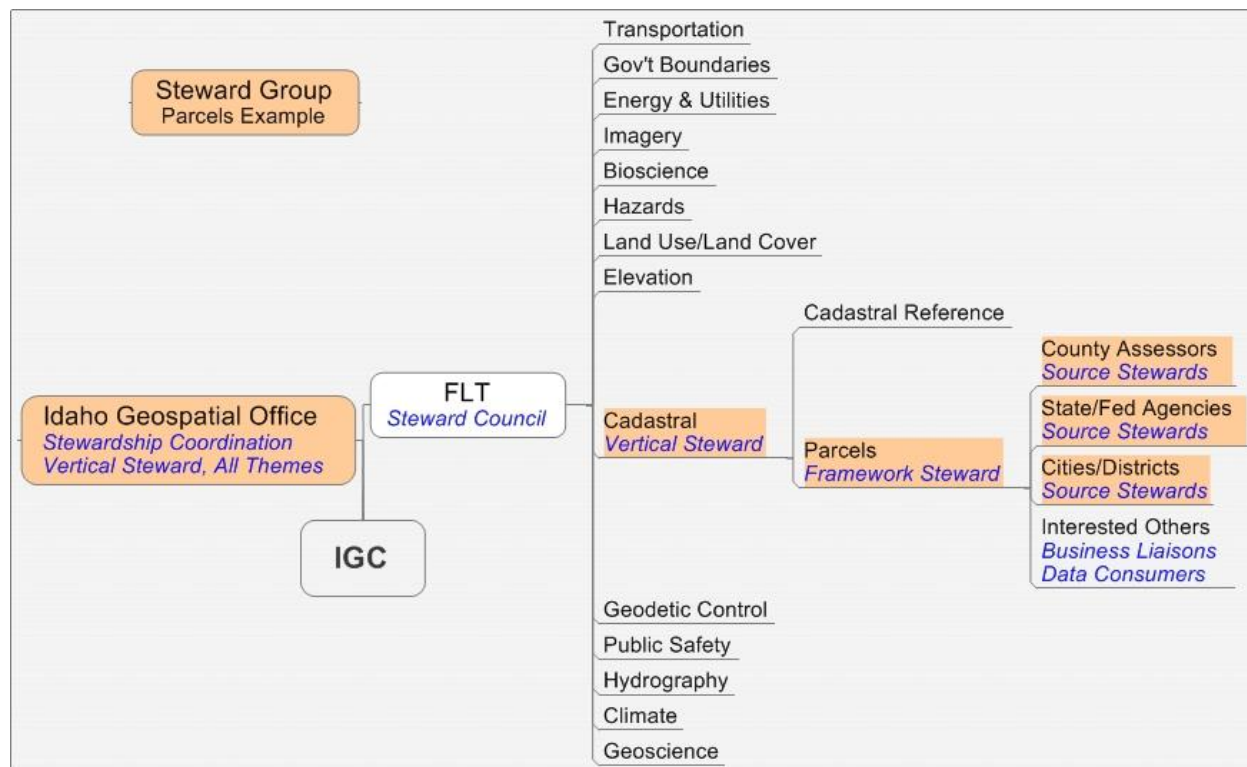 Steward Group
Parcels Example
Idaho Geospatial Office
Stewardship Coordination
Vertical Steward, All Themes
IGC
FLT
Steward Council
Transportation
Gov't Boundaries
Energy & Utilities
Imagery
Bioscience
Hazards
Land Use/Land Cover
Elevation
Cadastral
Vertical Steward
Cadastral Reference
Parcels
Framework Steward
County Assessors
Source Stewards
State/Fed Agencies
Source Stewards
Cities/Districts
Source Stewards
Interested Others
Business Liaisons
Data Consumers
Geodetic Control
Public Safety
Hydrography
Climate
Geoscience